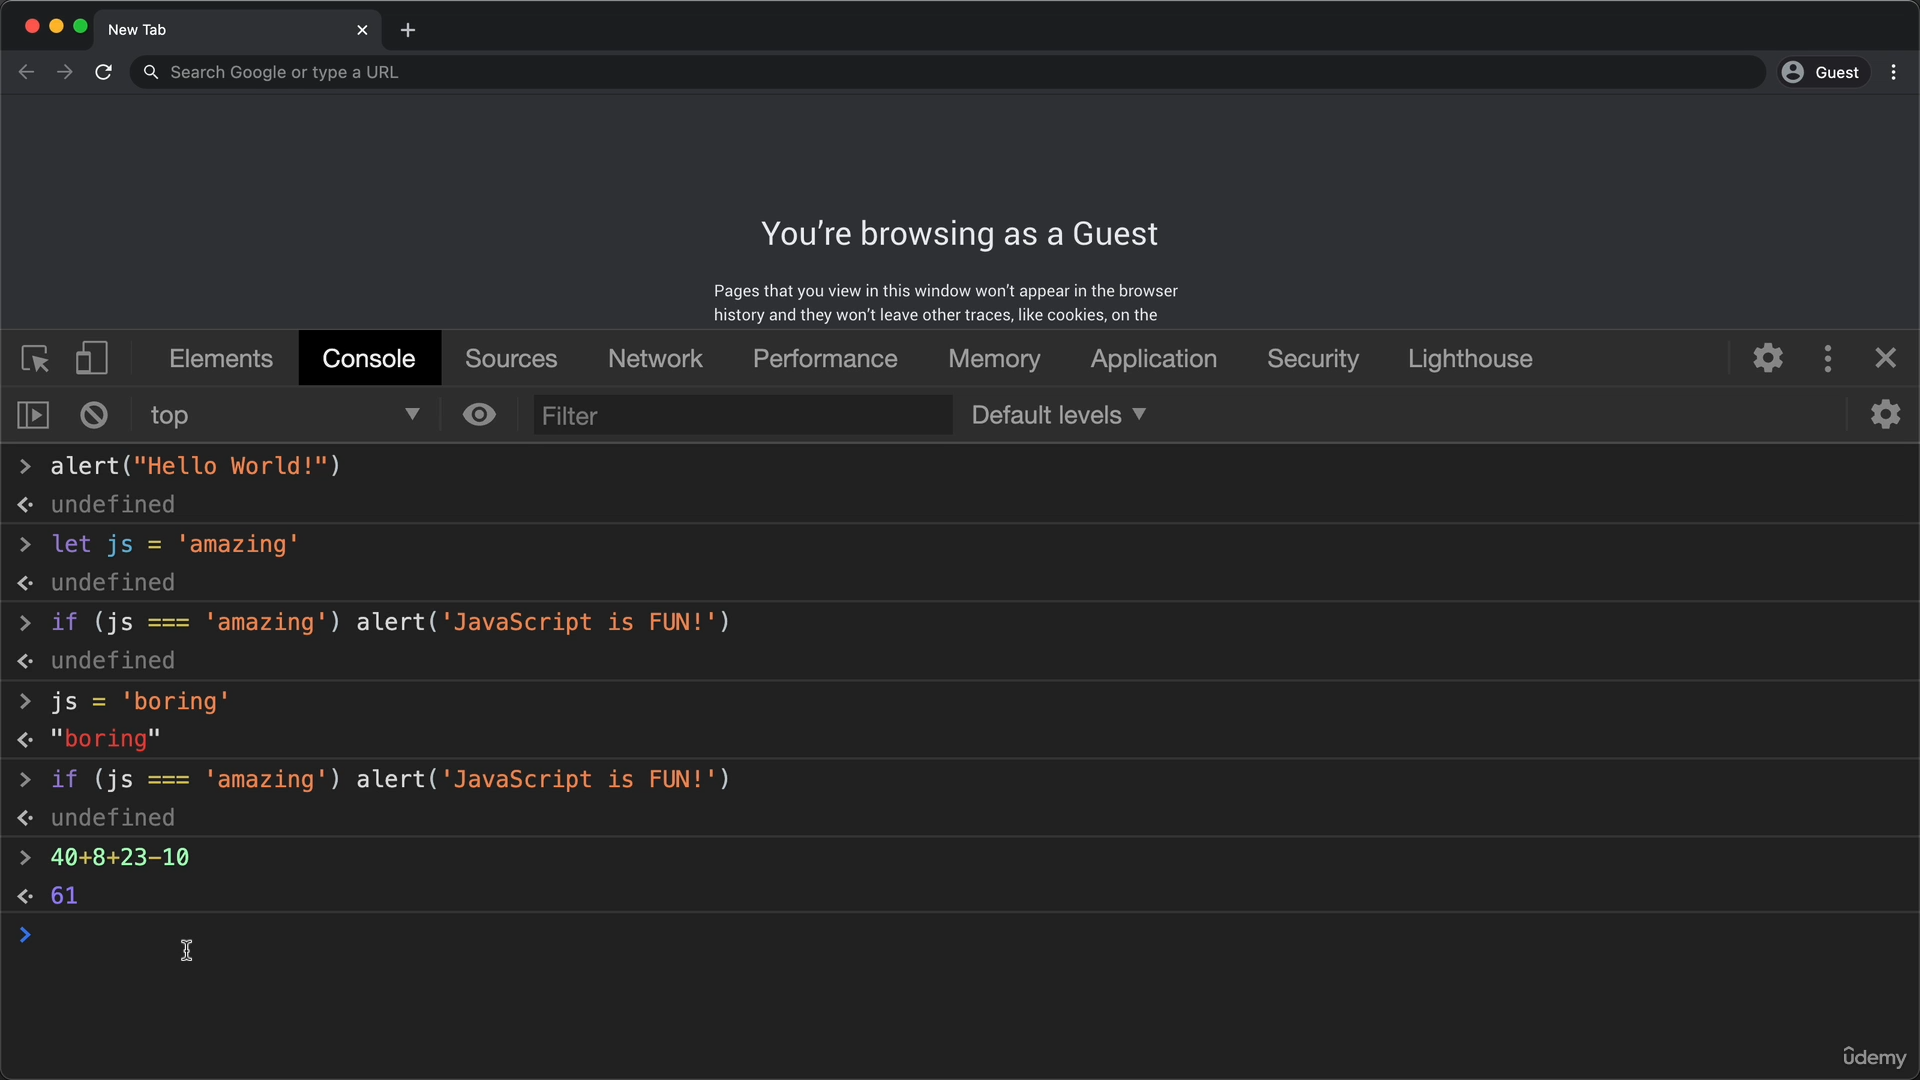 New Tab
Search Google or type a URL
Guest
You're browsing as a Guest
Pages that you view in this window won't appear in the browser
history and they won't leave other traces, like cookies, on the
Elements Console Sources Network Performance Memory Application Security Lighthouse
top Filter Default levels
> alert("Hello World!")
undefined
> let js = 'amazing'
undefined
> if (js === 'amazing') alert('JavaScript is FUN!')
undefined
> js = 'boring'
"boring"
> if (js === 'amazing') alert('JavaScript is FUN!')
undefined
> 40+8+23-10
61
>
ûdemy